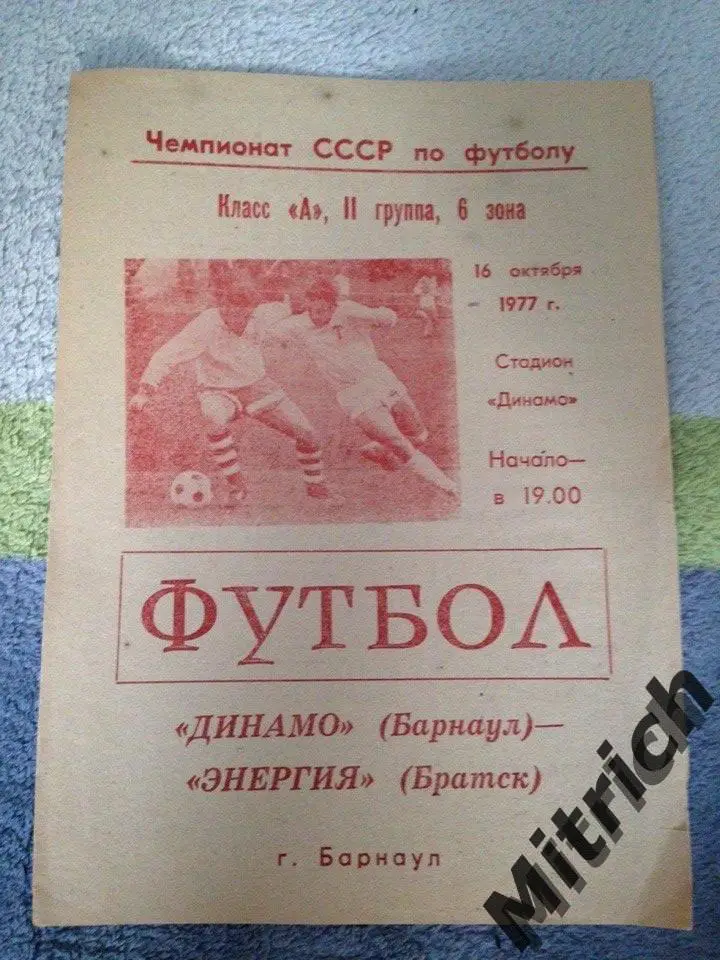 Чемпионат СССР по футболу
Класс «А», II группа, 6 зона
16 октября
1977 г.
Стадион
«Динамо»
Начало—
в 19.00
ФУТБОЛ
«ДИНАМО» (Барнаул)—
«ЭНЕРГИЯ» (Братск)
г. Барнаул
Mitrich